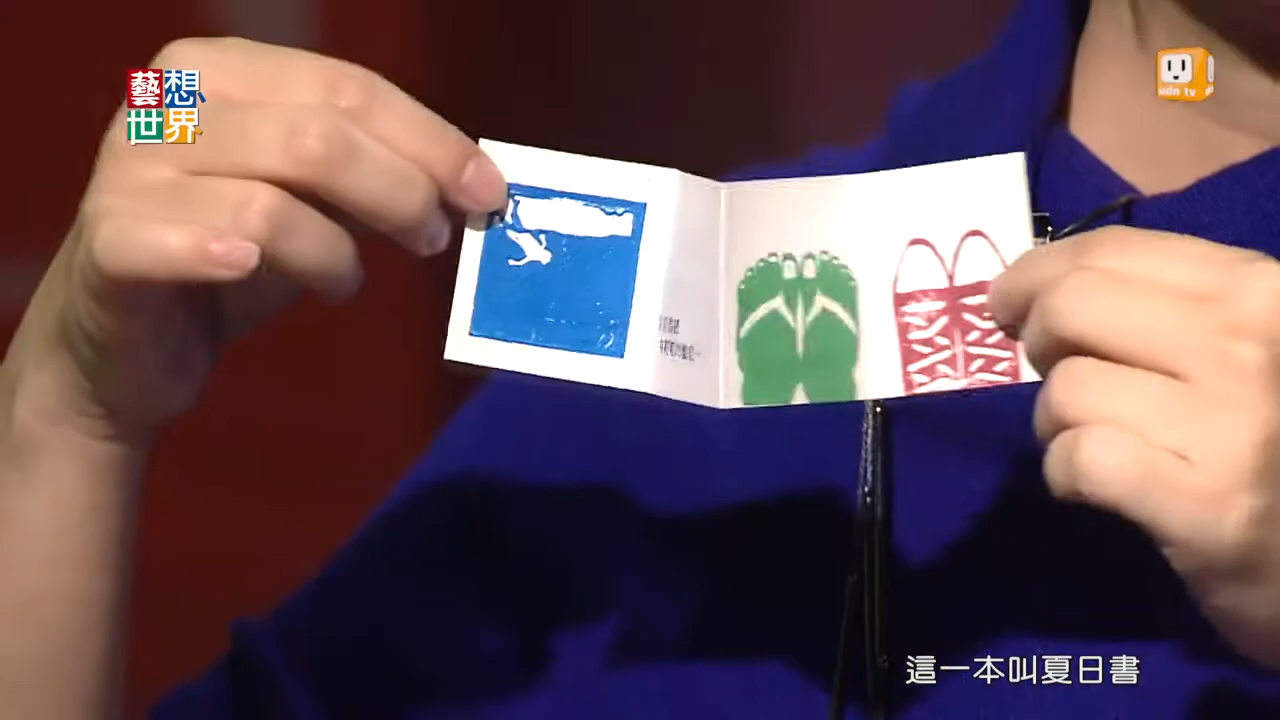 藝想
世界
udn tv
這一本叫夏日書